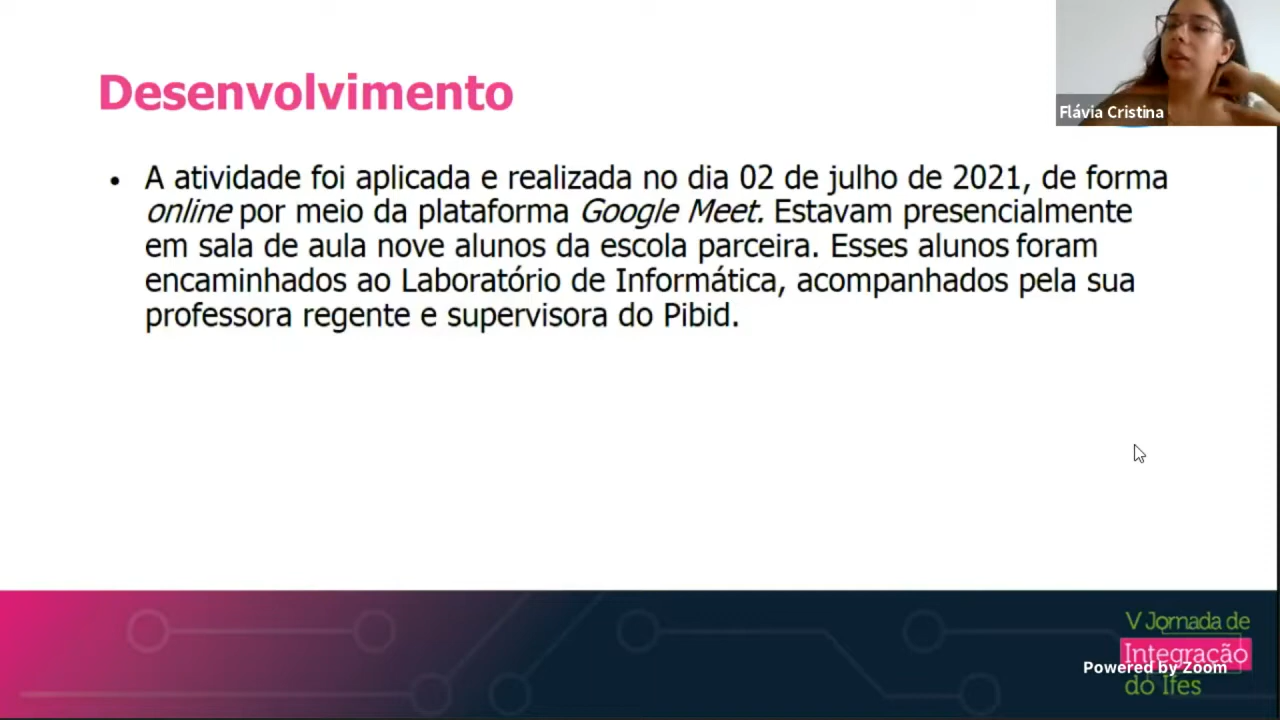 Desenvolvimento
Flávia Cristina
• A atividade foi aplicada e realizada no dia 02 de julho de 2021, de forma
online por meio da plataforma Google Meet. Estavam presencialmente
em sala de aula nove alunos da escola parceira. Esses alunos foram
encaminhados ao Laboratório de Informática, acompanhados pela sua
professora regente e supervisora do Pibid.
V Jornada de
Integração
Powered by Zoom
do Ifes